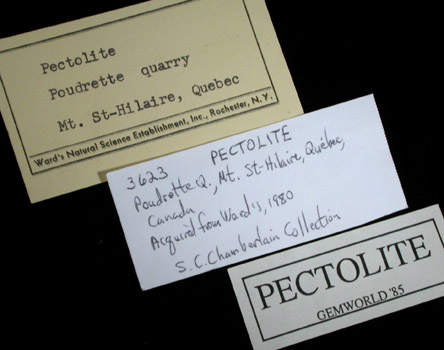 Pectolite
Poudrette quarry
Mt. St-Hilaire, Quebec
Ward's Natural Science Establishment, Inc., Rochester, N.Y.
3623 PECTOLITE
Poudrette Q., Mt. St-Hilaire, Québec,
Canada
Acquired from Ward's, 1980
S.C. Chamberlain Collection
PECTOLITE
GEMWORLD '85